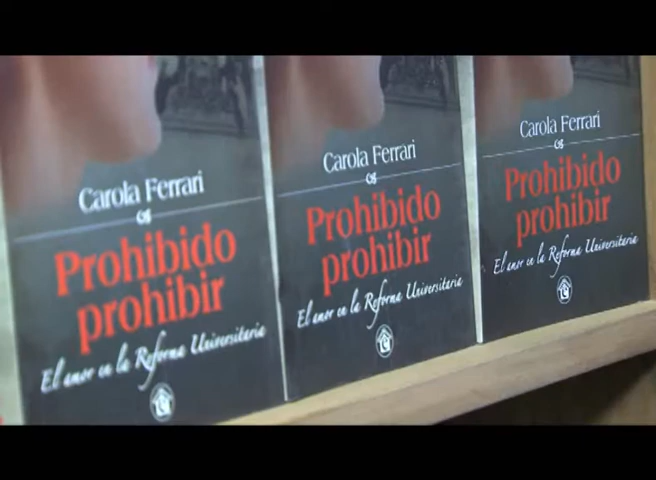 Carola Ferrari
Prohibido
prohibir
El amor en la Reforma Universitaria
Carola Ferrari
Prohibido
prohibir
El amor en la Reforma Universitaria
Carola Ferrari
Prohibido
prohibir
El amor en la Reforma Universitaria